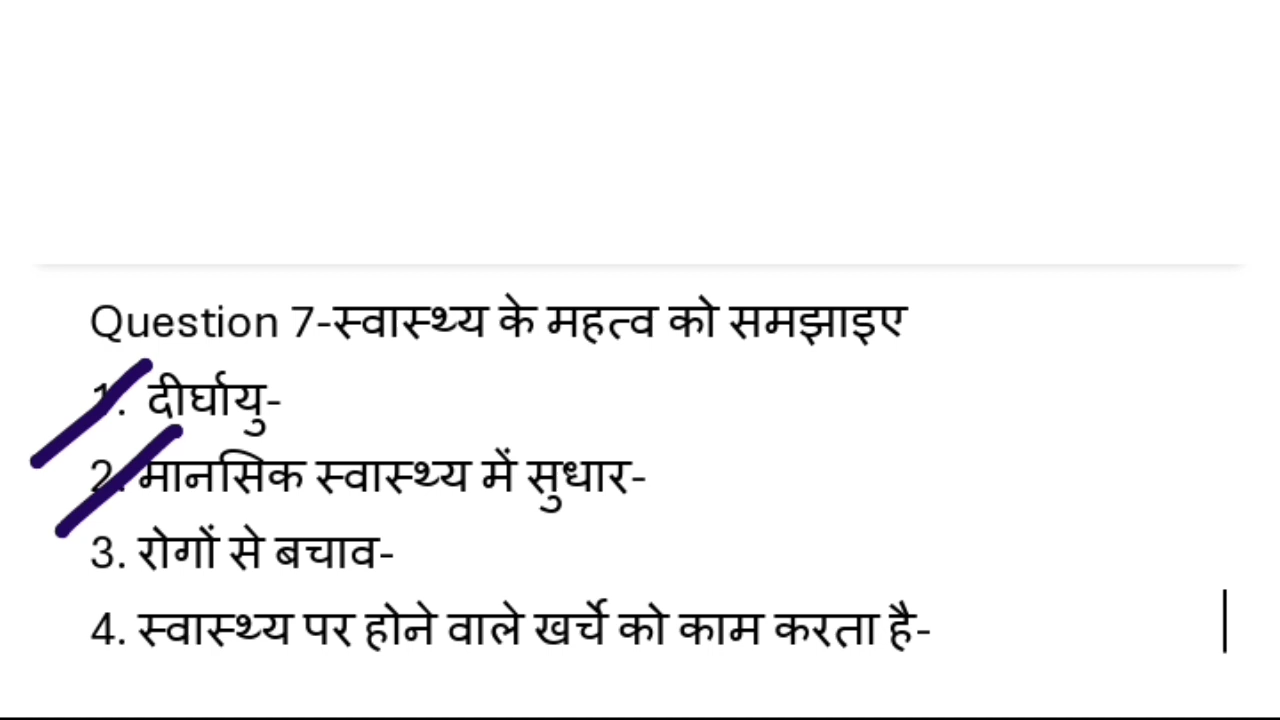 Question 7-स्वास्थ्य के महत्व को समझाइए
1. दीर्घायु-
2. मानसिक स्वास्थ्य में सुधार-
3. रोगों से बचाव-
4. स्वास्थ्य पर होने वाले खर्चे को काम करता है-